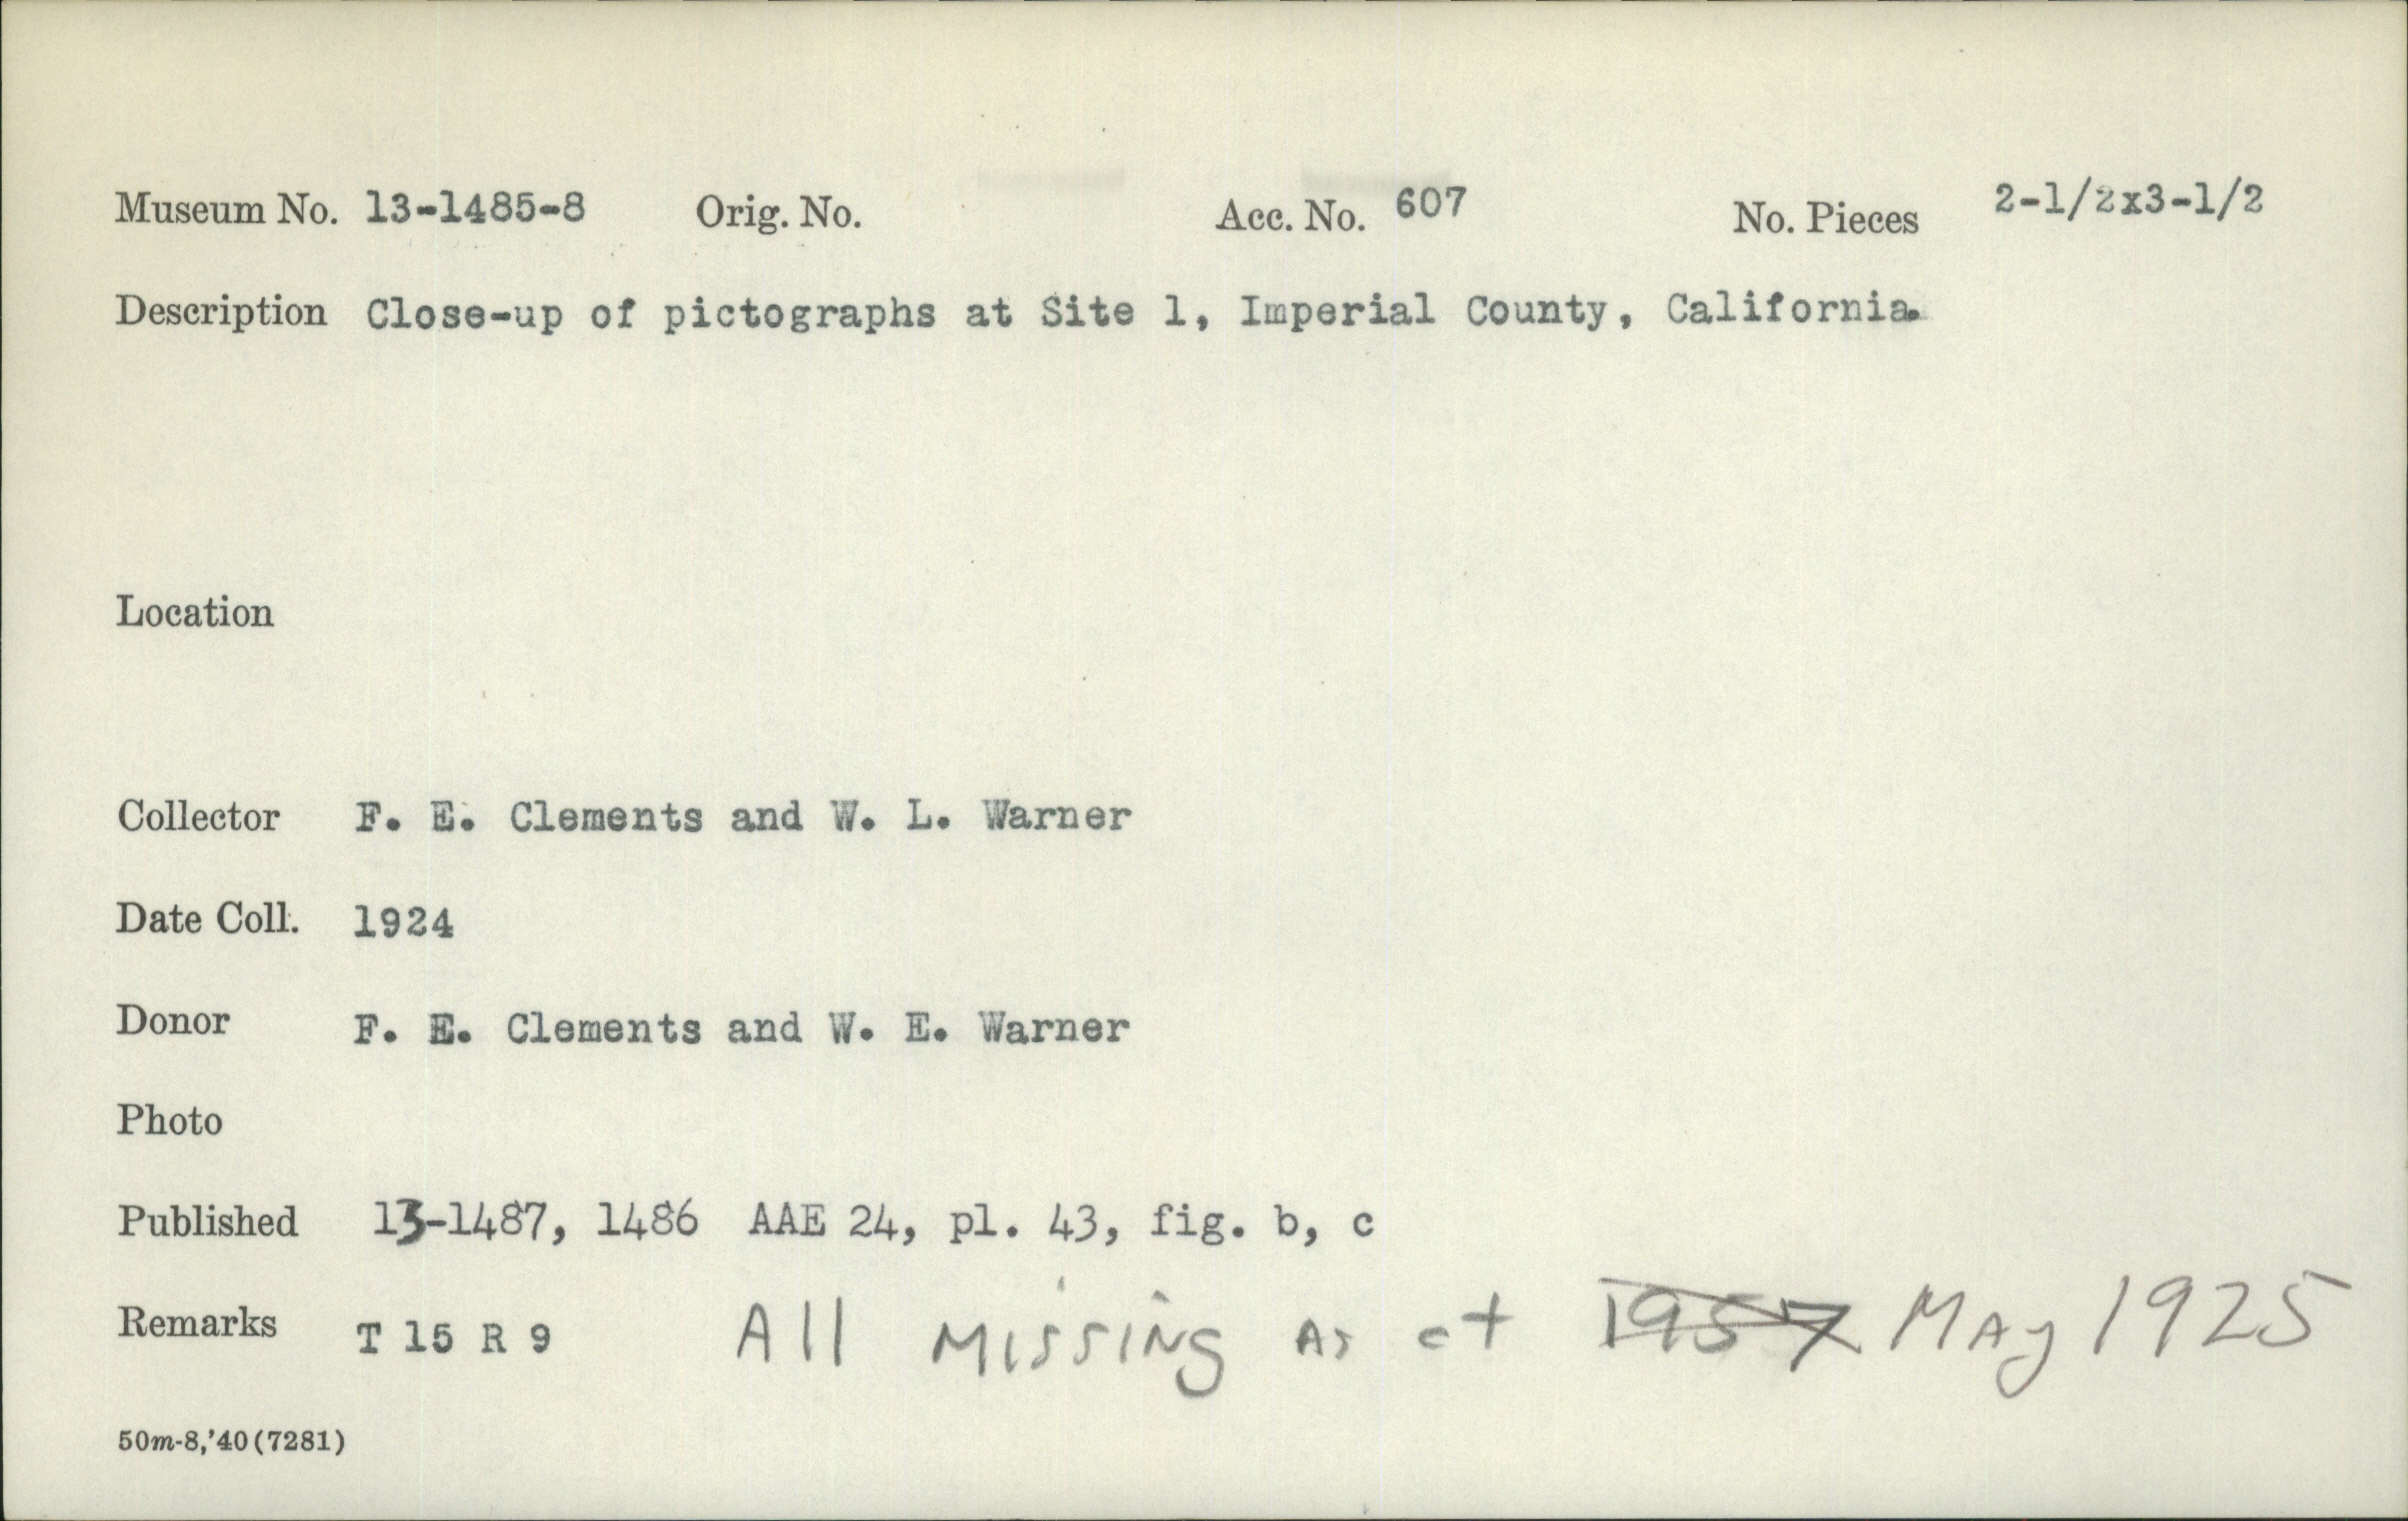 Museum No. 13-1485-8 Orig. No. Acc. No. 607 No. Pieces 2-1/2x3-1/2
Description Close-up of pictographs at Site 1, Imperial County, California.
Location
Collector F. E. Clements and W. L. Warner
Date Coll. 1924
Donor F. E. Clements and W. E. Warner
Photo
Published 13-1487, 1486 AAE 24, pl. 43, fig. b, c
Remarks T 15 R 9 All Missing As of 1957 May 1925
50m-8,'40(7281)